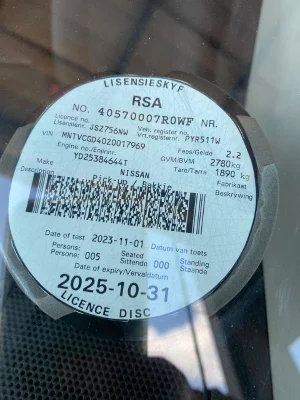 LISENSIESKYF
RSA
NO. 40570007R0WF NR.
Licence no./Lisensienr. JSZ756NW Veh. register no./Vrt.registernr. PYR511W
VIN MNTVCGD40Z0017969 Fees/Gelde 2.2
Engine no./Enjinnr. YD25384644T GVM/BVM 2780kg
Make NISSAN Tare/Tarra 1890 kg Fabrikaat
Description Pick-Up / Bakkie Beskrywing
Date of test 2023-11-01 Datum van toets
Persons: Seated Standing
Persone: 005 Sittende 000 Staande
2025-10-31
Date of expiry/Vervaldatum
LICENCE DISC